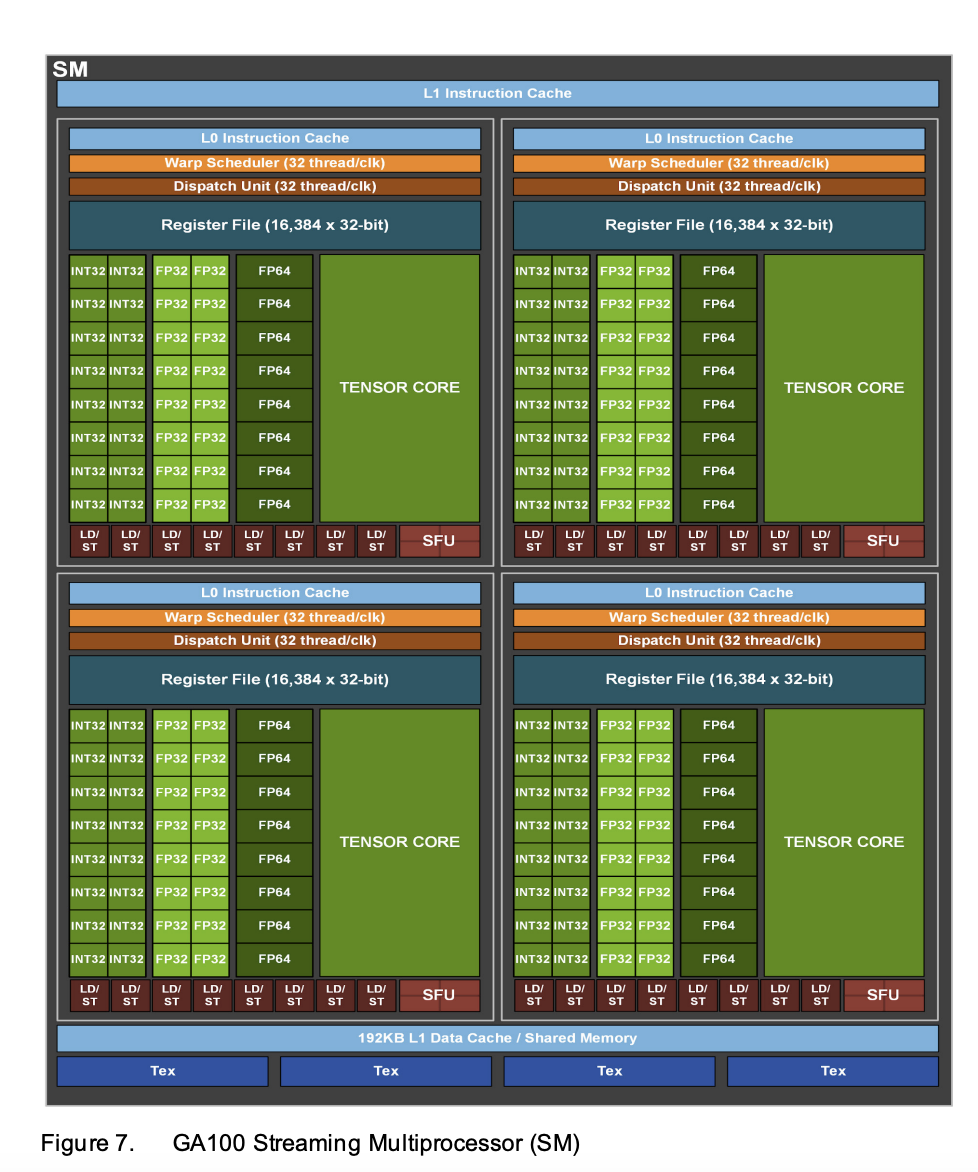 SM
L1 Instruction Cache
L0 Instruction Cache
Warp Scheduler (32 thread/clk)
Dispatch Unit (32 thread/clk)
Register File (16,384 x 32-bit)
INT32 INT32 FP32 FP32 FP64
INT32 INT32 FP32 FP32 FP64
INT32 INT32 FP32 FP32 FP64
INT32 INT32 FP32 FP32 FP64
TENSOR CORE
INT32 INT32 FP32 FP32 FP64
INT32 INT32 FP32 FP32 FP64
INT32 INT32 FP32 FP32 FP64
INT32 INT32 FP32 FP32 FP64
LD/ LD/ LD/ LD/ LD/ LD/ LD/ LD/
ST ST ST ST ST ST ST ST
SFU
L0 Instruction Cache
Warp Scheduler (32 thread/clk)
Dispatch Unit (32 thread/clk)
Register File (16,384 x 32-bit)
INT32 INT32 FP32 FP32 FP64
INT32 INT32 FP32 FP32 FP64
INT32 INT32 FP32 FP32 FP64
INT32 INT32 FP32 FP32 FP64
TENSOR CORE
INT32 INT32 FP32 FP32 FP64
INT32 INT32 FP32 FP32 FP64
INT32 INT32 FP32 FP32 FP64
INT32 INT32 FP32 FP32 FP64
LD/ LD/ LD/ LD/ LD/ LD/ LD/ LD/
ST ST ST ST ST ST ST ST
SFU
L0 Instruction Cache
Warp Scheduler (32 thread/clk)
Dispatch Unit (32 thread/clk)
Register File (16,384 x 32-bit)
INT32 INT32 FP32 FP32 FP64
INT32 INT32 FP32 FP32 FP64
INT32 INT32 FP32 FP32 FP64
INT32 INT32 FP32 FP32 FP64
TENSOR CORE
INT32 INT32 FP32 FP32 FP64
INT32 INT32 FP32 FP32 FP64
INT32 INT32 FP32 FP32 FP64
INT32 INT32 FP32 FP32 FP64
LD/ LD/ LD/ LD/ LD/ LD/ LD/ LD/
ST ST ST ST ST ST ST ST
SFU
L0 Instruction Cache
Warp Scheduler (32 thread/clk)
Dispatch Unit (32 thread/clk)
Register File (16,384 x 32-bit)
INT32 INT32 FP32 FP32 FP64
INT32 INT32 FP32 FP32 FP64
INT32 INT32 FP32 FP32 FP64
INT32 INT32 FP32 FP32 FP64
TENSOR CORE
INT32 INT32 FP32 FP32 FP64
INT32 INT32 FP32 FP32 FP64
INT32 INT32 FP32 FP32 FP64
INT32 INT32 FP32 FP32 FP64
LD/ LD/ LD/ LD/ LD/ LD/ LD/ LD/
ST ST ST ST ST ST ST ST
SFU
192KB L1 Data Cache / Shared Memory
Tex Tex Tex Tex
Figure 7. GA100 Streaming Multiprocessor (SM)